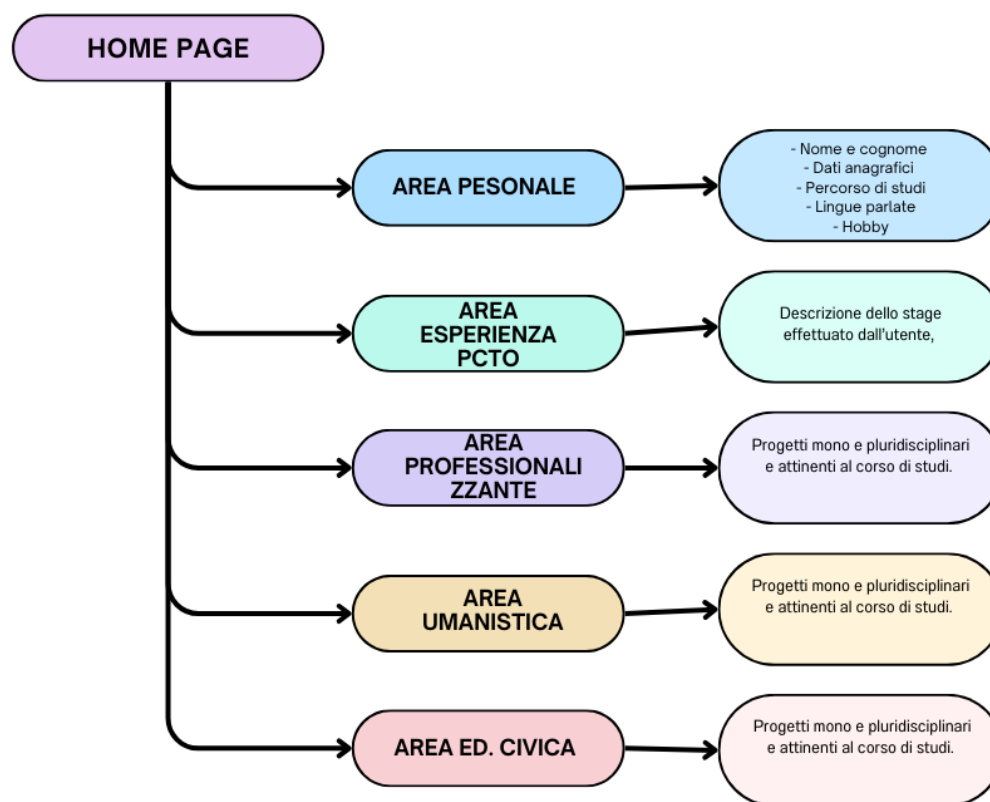 HOME PAGE
AREA PESONALE
- Nome e cognome
- Dati anagrafici
- Percorso di studi
- Lingue parlate
- Hobby
AREA
ESPERIENZA
PCTO
Descrizione dello stage
effettuato dall'utente,
AREA
PROFESSIONALI
ZZANTE
Progetti mono e pluridisciplinari
e attinenti al corso di studi.
AREA
UMANISTICA
Progetti mono e pluridisciplinari
e attinenti al corso di studi.
AREA ED. CIVICA
Progetti mono e pluridisciplinari
e attinenti al corso di studi.